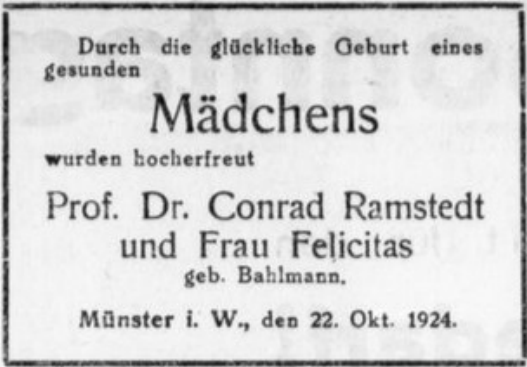 Durch die glückliche Geburt eines
gesunden
Mädchens
wurden hocherfreut
Prof. Dr. Conrad Ramstedt
und Frau Felicitas
geb. Bahlmann.
Münster i. W., den 22. Okt. 1924.